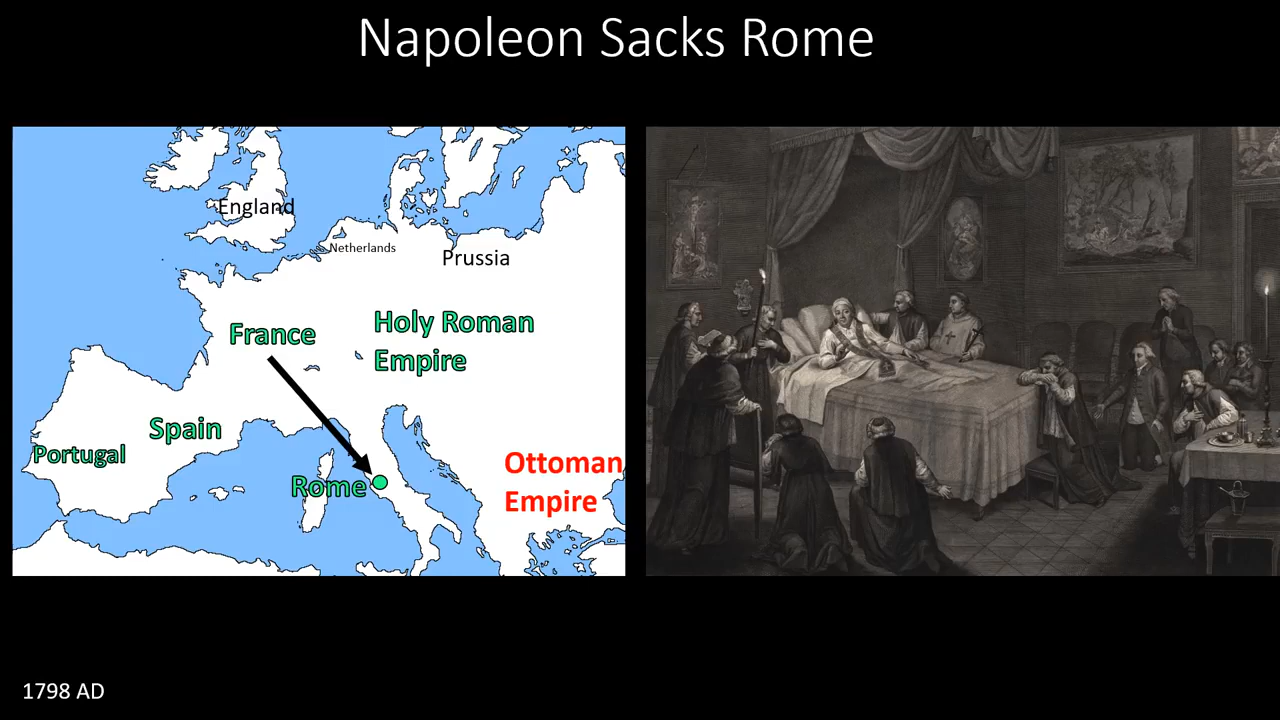 Napoleon Sacks Rome
England
Netherlands
Prussia
France
Holy Roman
Empire
Spain
Portugal
Rome
Ottoman
Empire
1798 AD